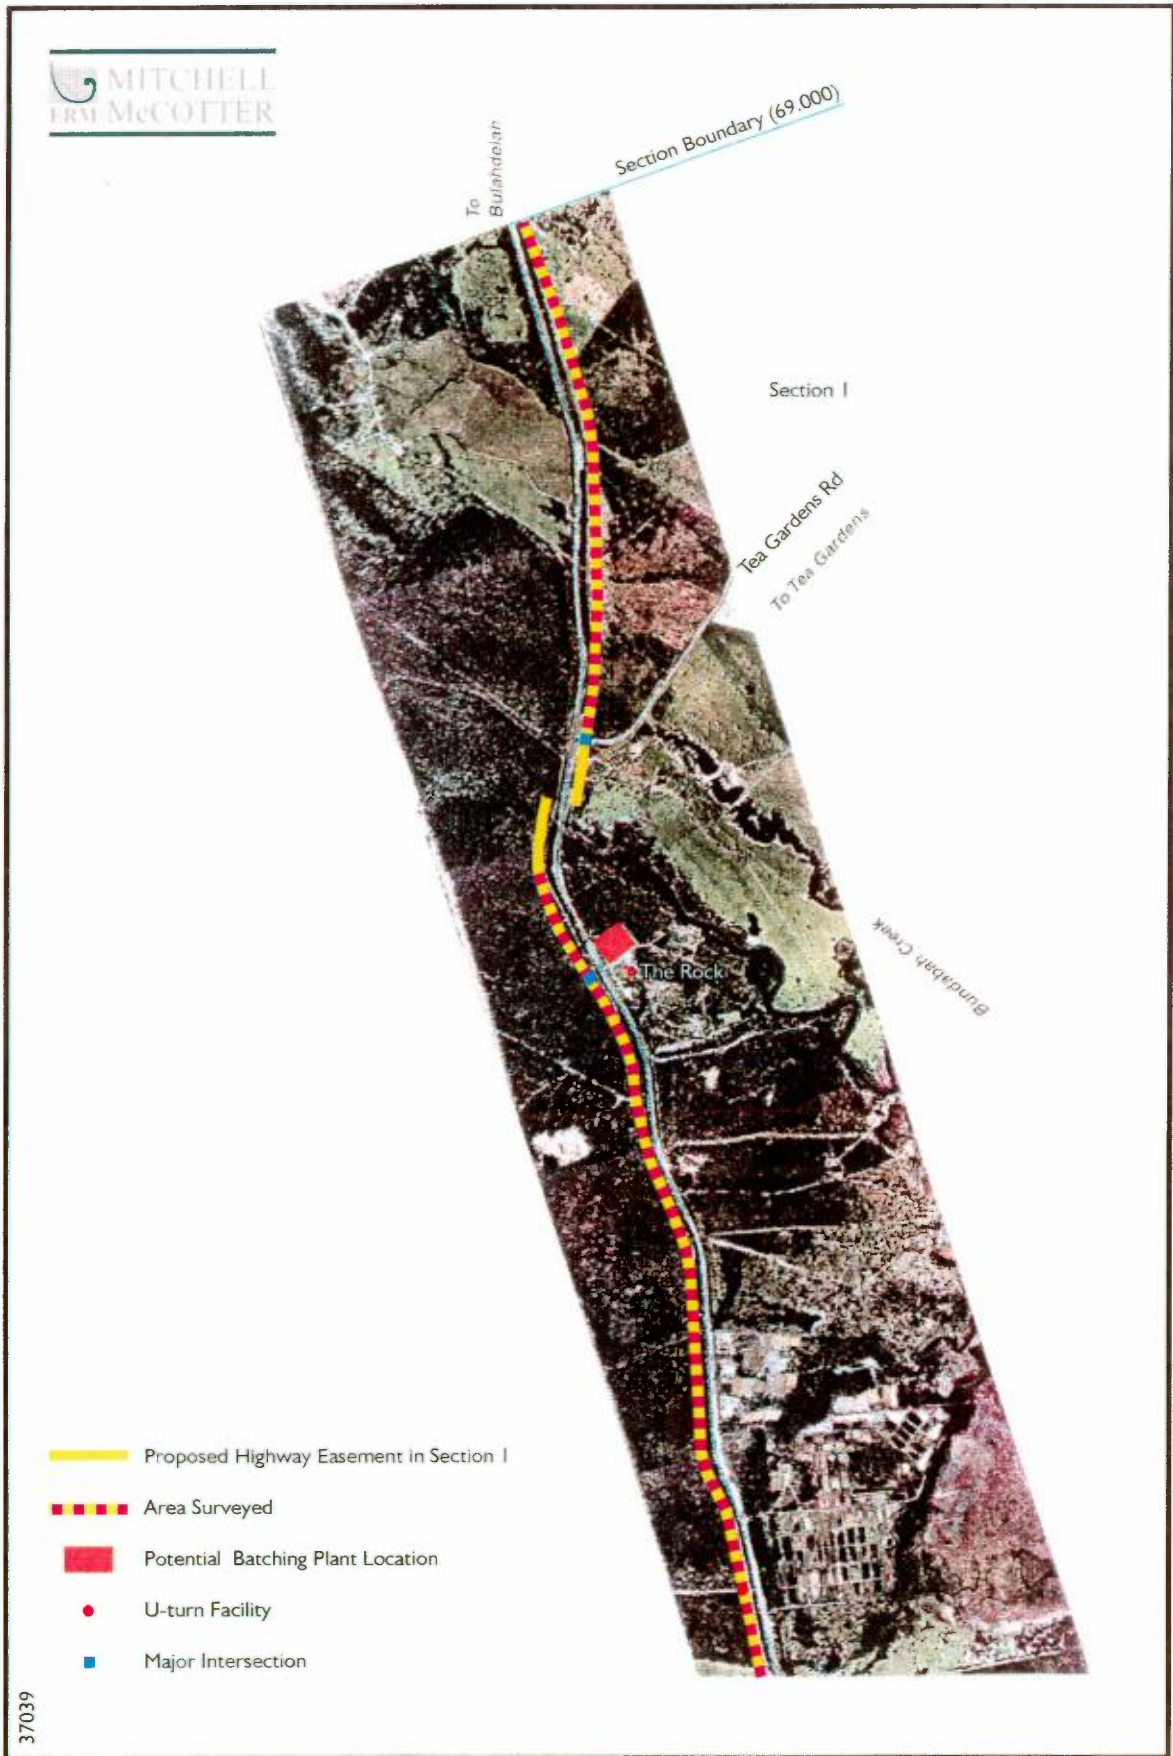 MITCHELL
ERM McCOTTER
Section Boundary (69.000)
To
Bulahdelah
Section 1
Tea Gardens Rd
To Tea Gardens
Bundabah Creek
The Rock
Proposed Highway Easement in Section 1
Area Surveyed
Potential Batching Plant Location
U-turn Facility
Major Intersection
37039